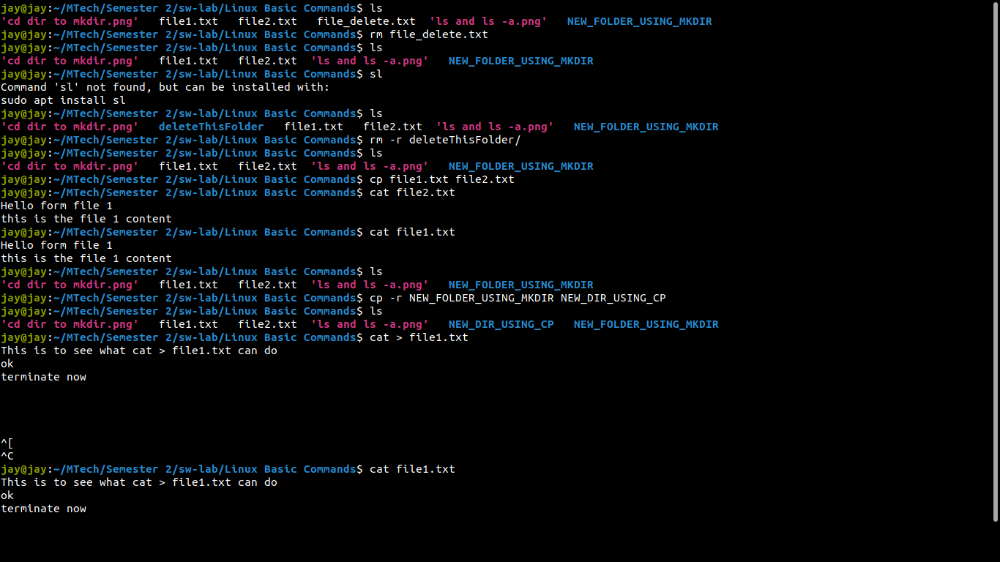 jay@jay:~/MTech/Semester 2/sw-lab/Linux Basic Commands$ ls
'cd dir to mkdir.png'   file1.txt   file2.txt   file_delete.txt  'ls and ls -a.png'   NEW_FOLDER_USING_MKDIR
jay@jay:~/MTech/Semester 2/sw-lab/Linux Basic Commands$ rm file_delete.txt
jay@jay:~/MTech/Semester 2/sw-lab/Linux Basic Commands$ ls
'cd dir to mkdir.png'   file1.txt   file2.txt  'ls and ls -a.png'   NEW_FOLDER_USING_MKDIR
jay@jay:~/MTech/Semester 2/sw-lab/Linux Basic Commands$ sl
Command 'sl' not found, but can be installed with:
sudo apt install sl
jay@jay:~/MTech/Semester 2/sw-lab/Linux Basic Commands$ ls
'cd dir to mkdir.png'   deleteThisFolder   file1.txt   file2.txt  'ls and ls -a.png'   NEW_FOLDER_USING_MKDIR
jay@jay:~/MTech/Semester 2/sw-lab/Linux Basic Commands$ rm -r deleteThisFolder/
jay@jay:~/MTech/Semester 2/sw-lab/Linux Basic Commands$ ls
'cd dir to mkdir.png'   file1.txt   file2.txt  'ls and ls -a.png'   NEW_FOLDER_USING_MKDIR
jay@jay:~/MTech/Semester 2/sw-lab/Linux Basic Commands$ cp file1.txt file2.txt
jay@jay:~/MTech/Semester 2/sw-lab/Linux Basic Commands$ cat file2.txt
Hello form file 1
this is the file 1 content
jay@jay:~/MTech/Semester 2/sw-lab/Linux Basic Commands$ cat file1.txt
Hello form file 1
this is the file 1 content
jay@jay:~/MTech/Semester 2/sw-lab/Linux Basic Commands$ ls
'cd dir to mkdir.png'   file1.txt   file2.txt  'ls and ls -a.png'   NEW_FOLDER_USING_MKDIR
jay@jay:~/MTech/Semester 2/sw-lab/Linux Basic Commands$ cp -r NEW_FOLDER_USING_MKDIR NEW_DIR_USING_CP
jay@jay:~/MTech/Semester 2/sw-lab/Linux Basic Commands$ ls
'cd dir to mkdir.png'   file1.txt   file2.txt  'ls and ls -a.png'   NEW_DIR_USING_CP   NEW_FOLDER_USING_MKDIR
jay@jay:~/MTech/Semester 2/sw-lab/Linux Basic Commands$ cat > file1.txt
This is to see what cat > file1.txt can do
ok
terminate now
^[
^C
jay@jay:~/MTech/Semester 2/sw-lab/Linux Basic Commands$ cat file1.txt
This is to see what cat > file1.txt can do
ok
terminate now